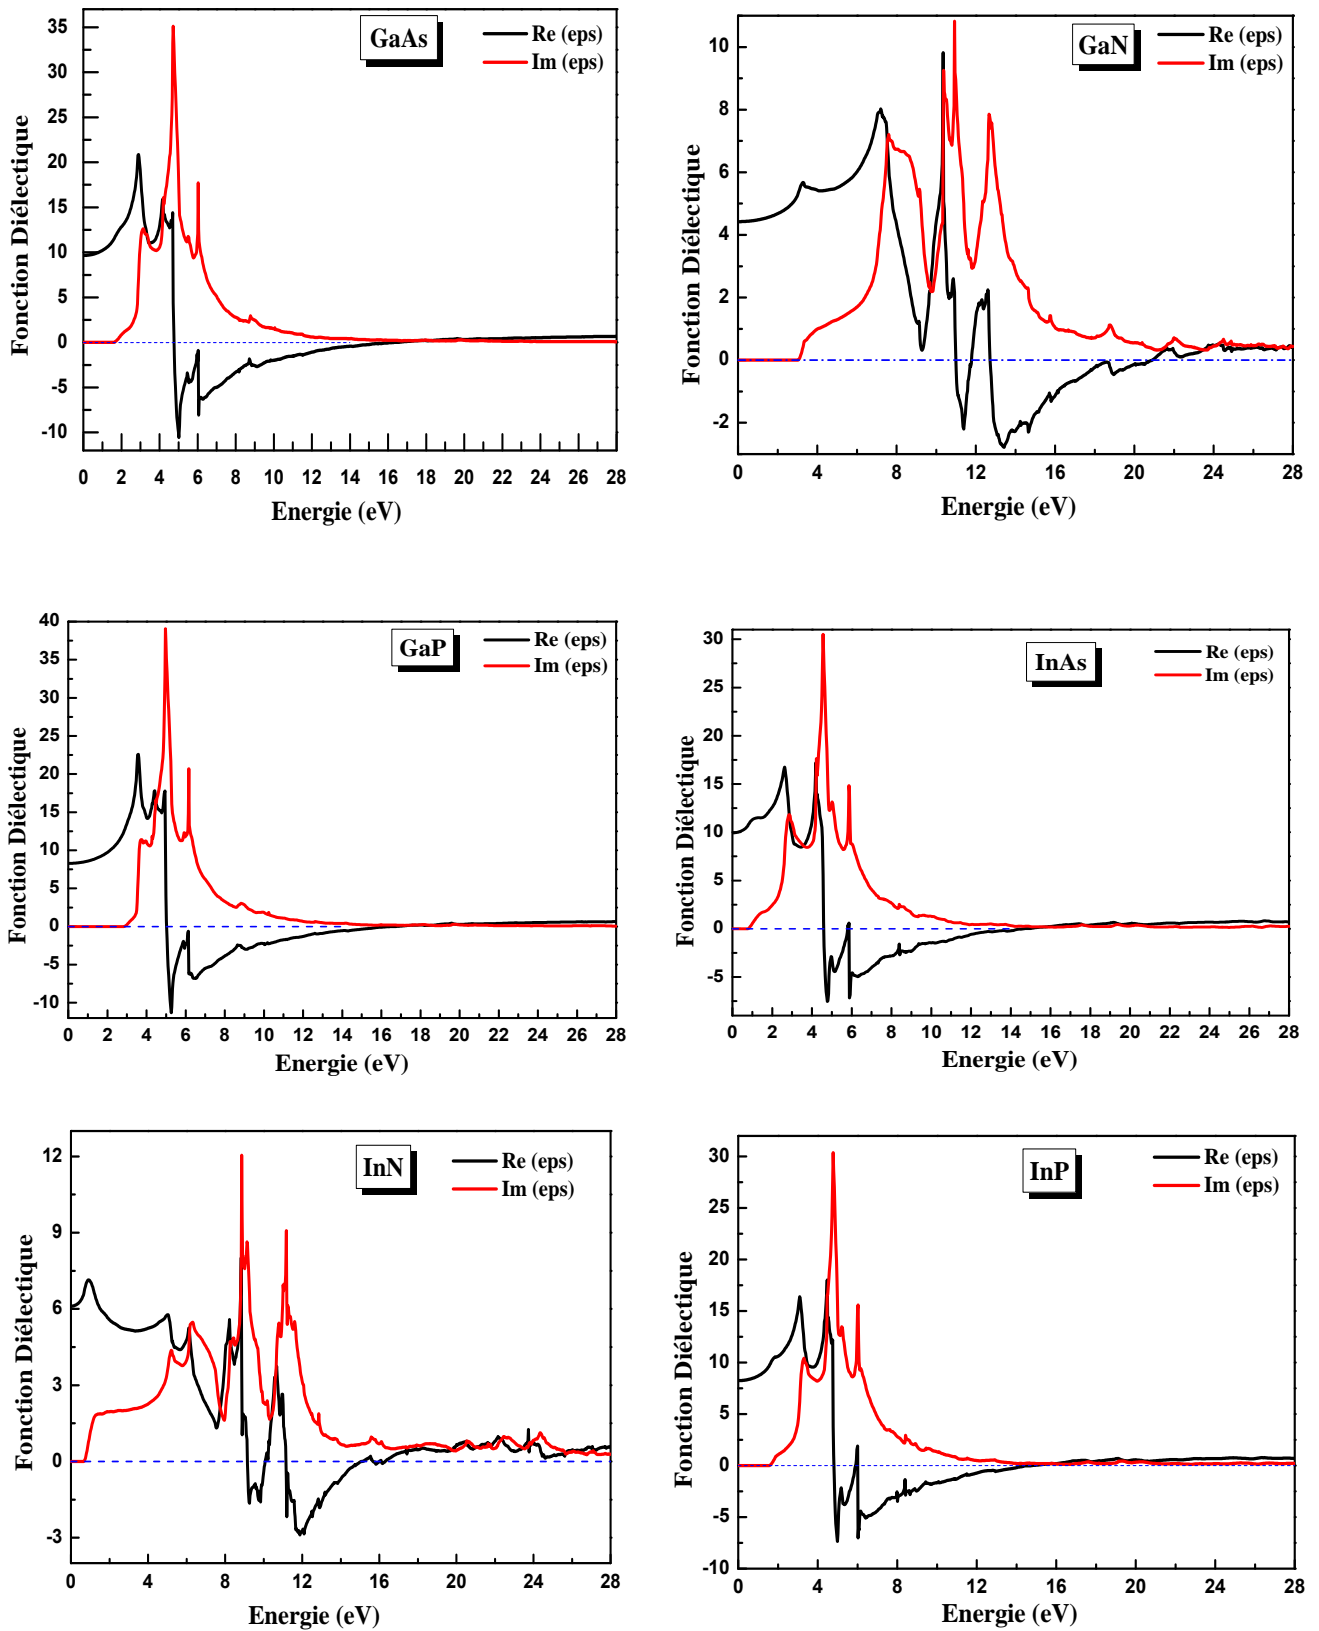 GaAs
Re (eps)
Im (eps)
35
30
25
20
15
10
5
0
-5
-10
Fonction Diélectique
0 2 4 6 8 10 12 14 16 18 20 22 24 26 28
Energie (eV)
GaN
Re (eps)
Im (eps)
10
8
6
4
2
0
-2
Fonction Diélectique
0 4 8 12 16 20 24 28
Energie (eV)
GaP
Re (eps)
Im (eps)
40
35
30
25
20
15
10
5
0
-5
-10
Fonction Diélectique
0 2 4 6 8 10 12 14 16 18 20 22 24 26 28
Energie (eV)
InAs
Re (eps)
Im (eps)
30
25
20
15
10
5
0
-5
Fonction Diélectique
0 2 4 6 8 10 12 14 16 18 20 22 24 26 28
Energie (eV)
InN
Re (eps)
Im (eps)
12
9
6
3
0
-3
Fonction Diélectique
0 4 8 12 16 20 24 28
Energie (eV)
InP
Re (eps)
Im (eps)
30
25
20
15
10
5
0
-5
-10
Fonction Diélectique
0 4 8 12 16 20 24 28
Energie (eV)